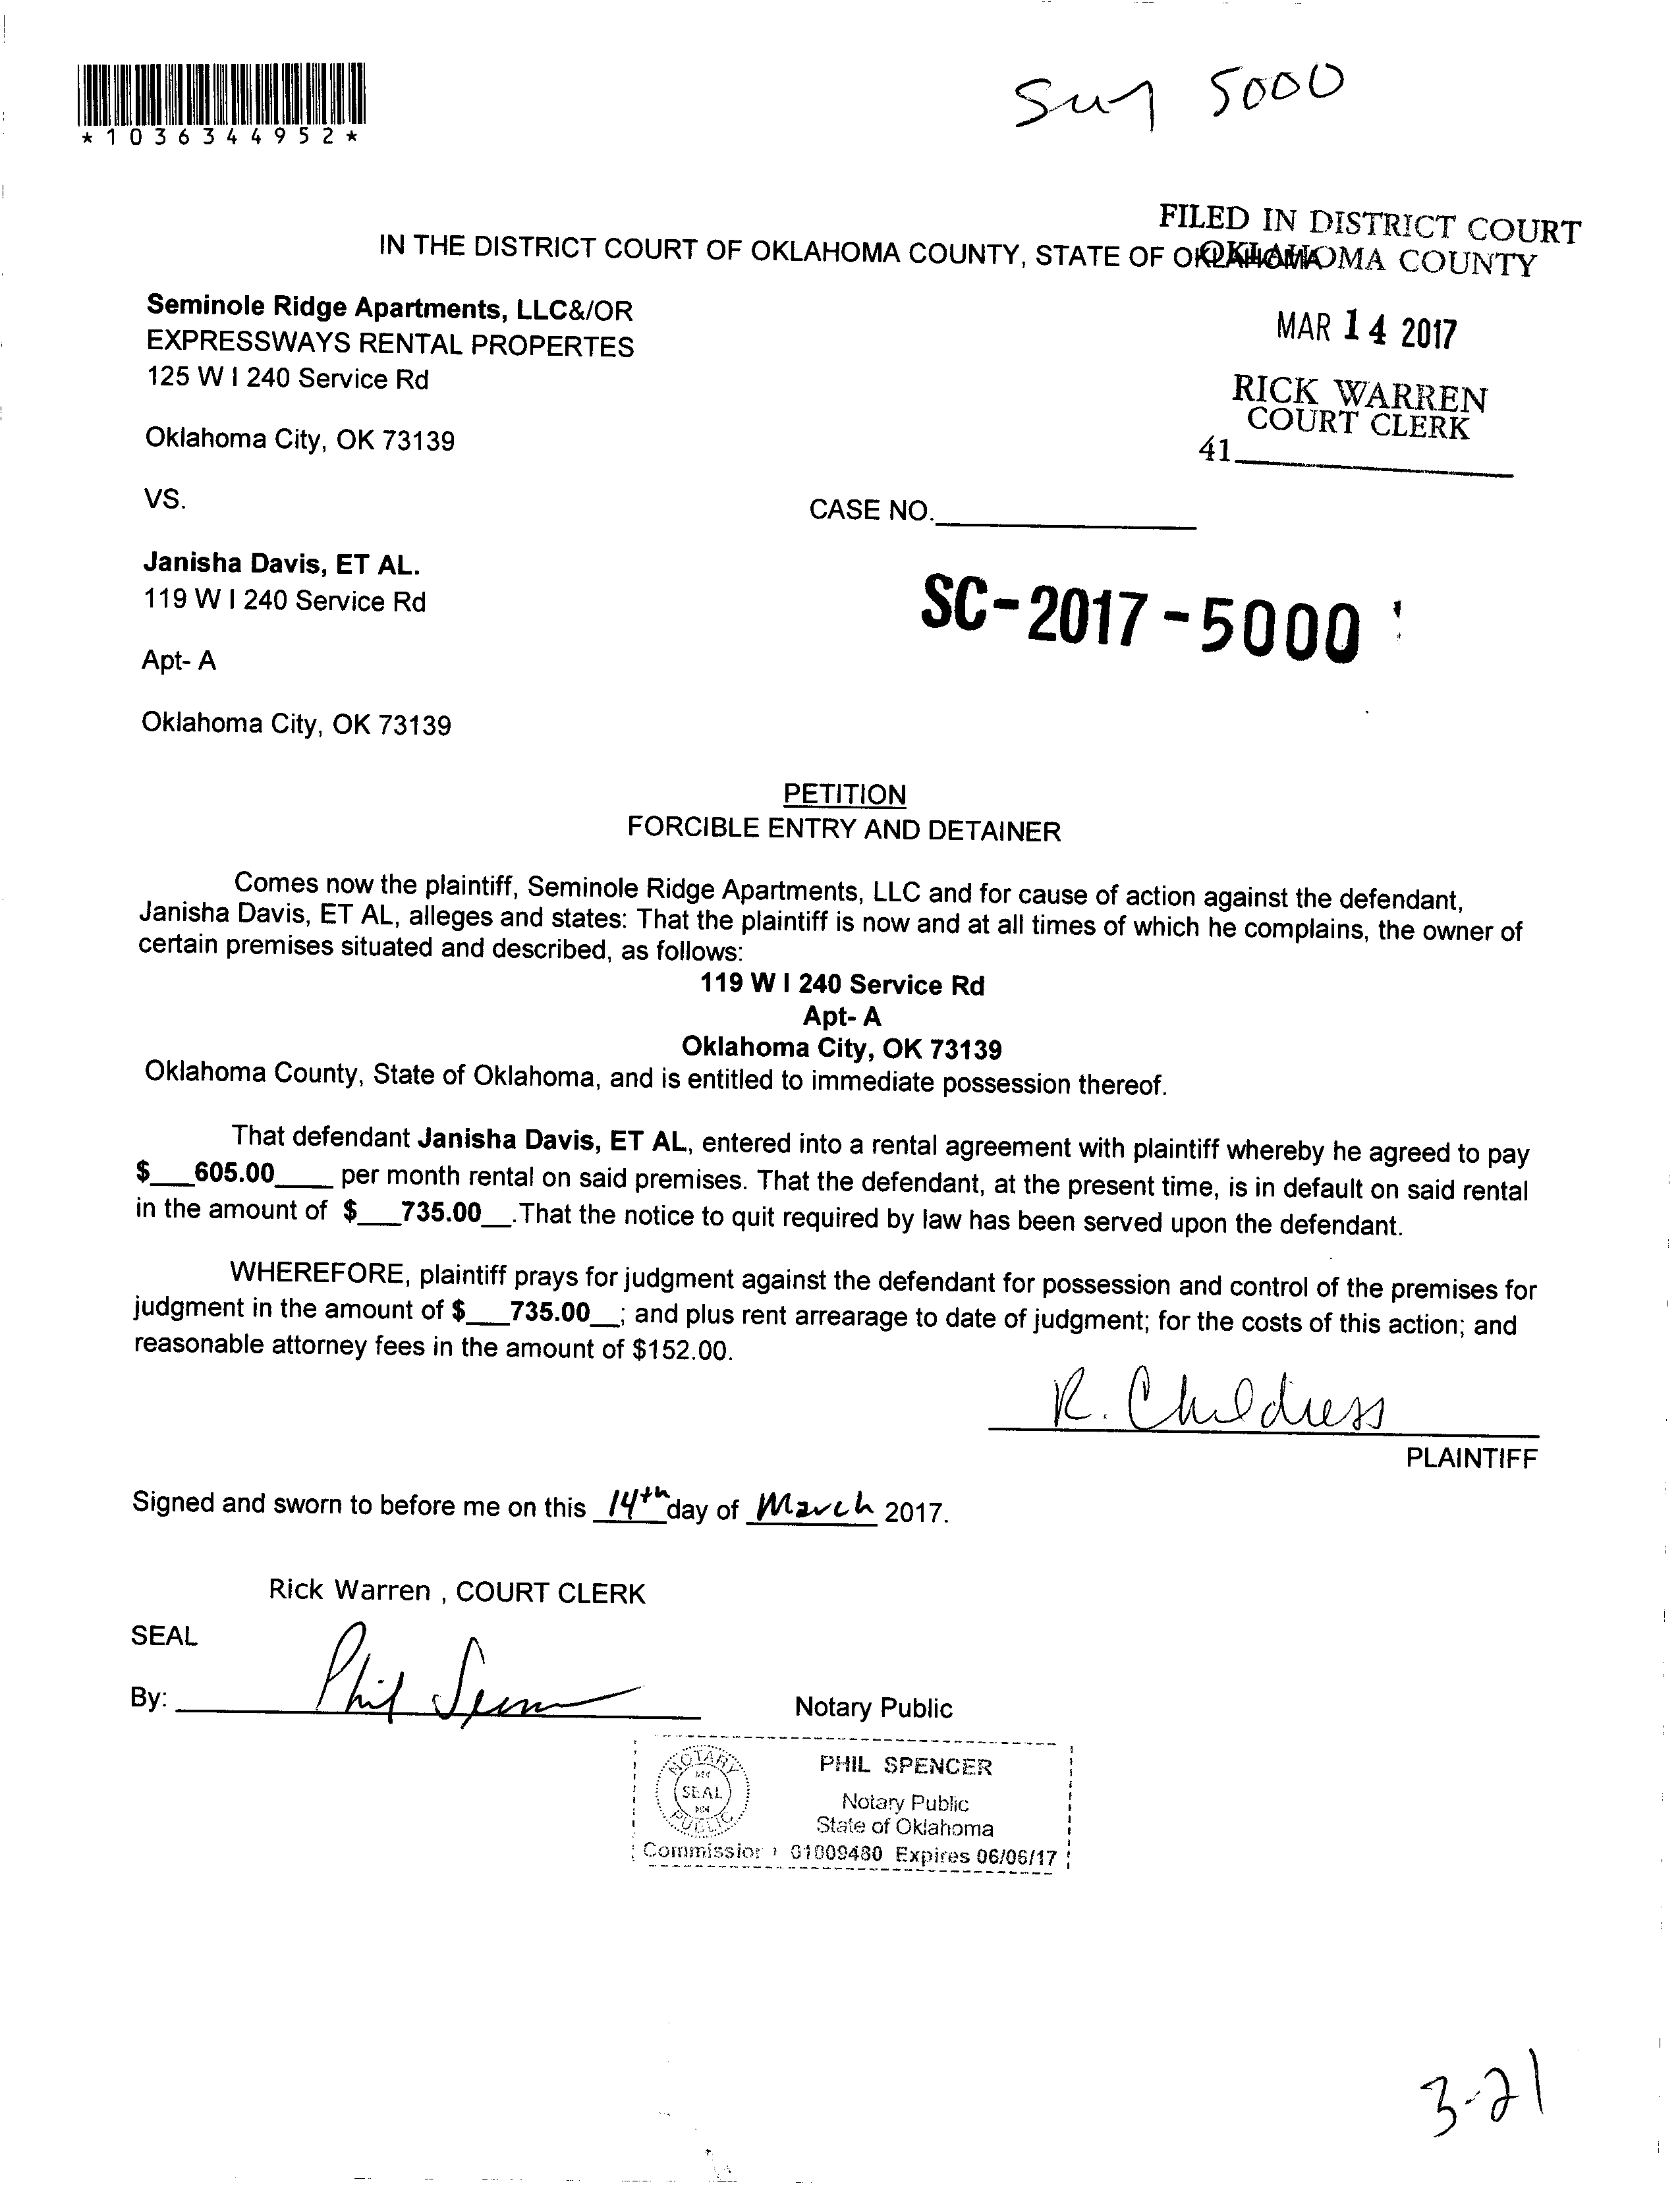 *1036344952*
5000
FILED IN DISTRICT COURT
OKLAHOMA COUNTY
IN THE DISTRICT COURT OF OKLAHOMA COUNTY, STATE OF OKLAHOMA
Seminole Ridge Apartments, LLC&/OR
EXPRESSWAYS RENTAL PROPERTES
125 W I 240 Service Rd
MAR 14 2017
RICK WARREN
COURT CLERK
Oklahoma City, OK 73139
41
VS.
CASE NO.
Janisha Davis, ET AL.
119 W I 240 Service Rd
SC-2017-5000
Apt- A
Oklahoma City, OK 73139
PETITION
FORCIBLE ENTRY AND DETAINER
Comes now the plaintiff, Seminole Ridge Apartments, LLC and for cause of action against the defendant,
Janisha Davis, ET AL, alleges and states: That the plaintiff is now and at all times of which he complains, the owner of
certain premises situated and described, as follows:
119 W I 240 Service Rd
Apt- A
Oklahoma City, OK 73139
Oklahoma County, State of Oklahoma, and is entitled to immediate possession thereof.
That defendant Janisha Davis, ET AL, entered into a rental agreement with plaintiff whereby he agreed to pay
$___605.00____ per month rental on said premises. That the defendant, at the present time, is in default on said rental
in the amount of $___735.00__.That the notice to quit required by law has been served upon the defendant.
WHEREFORE, plaintiff prays for judgment against the defendant for possession and control of the premises for
judgment in the amount of $___735.00__; and plus rent arrearage to date of judgment; for the costs of this action; and
reasonable attorney fees in the amount of $152.00.
R. Childress
PLAINTIFF
Signed and sworn to before me on this 14th day of March 2017.
Rick Warren , COURT CLERK
SEAL
By: Phil Spencer
Notary Public
NOTARY SEAL PUBLIC
PHIL SPENCER
Notary Public
State of Oklahoma
Commission 01009480 Expires 06/06/17
3-21